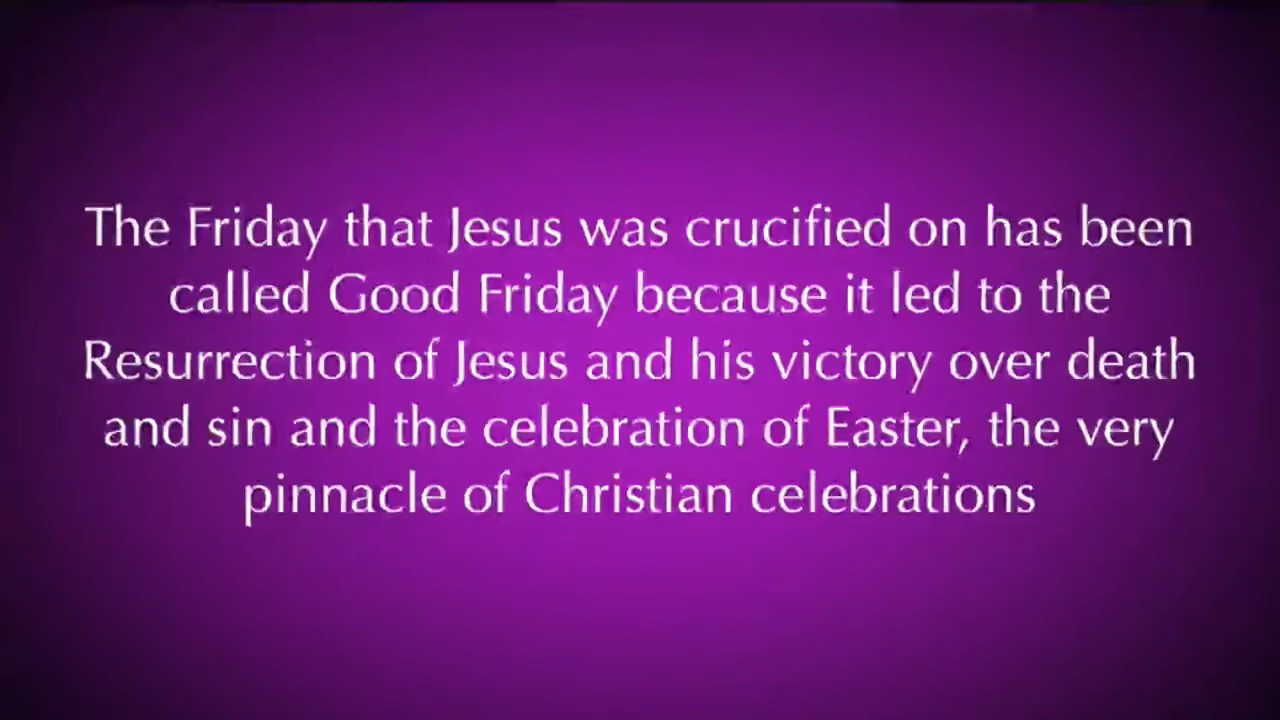 The Friday that Jesus was crucified on has been
called Good Friday because it led to the
Resurrection of Jesus and his victory over death
and sin and the celebration of Easter, the very
pinnacle of Christian celebrations